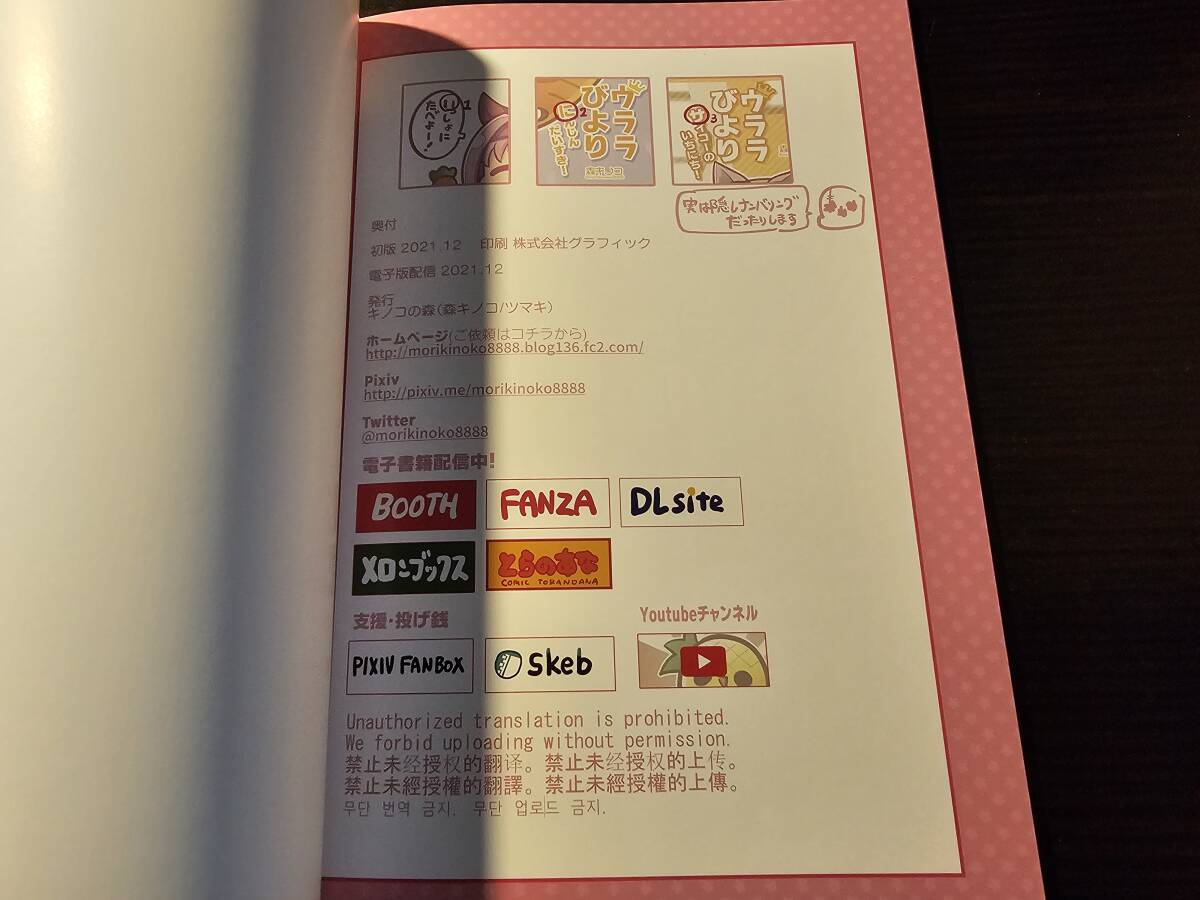 いっしょに
たべよー!
1
ウララ
びより
2
にんじん
だいすき!
森キノコ
ウララ
びより
3
サイコーの
いちにち!
実は隠しナンバリング
だったりします
奥付
初版 2021.12 印刷 株式会社グラフィック
電子版配信 2021.12
発行
キノコの森(森キノコ/ツマキ)
ホームページ(ご依頼はコチラから)
http://morikinoko8888.blog136.fc2.com/
Pixiv
http://pixiv.me/morikinoko8888
Twitter
@morikinoko8888
電子書籍配信中!
BOOTH FANZA DLsite
メロンブックス とらのあな
COMIC TORANOANA
支援・投げ銭 Youtubeチャンネル
PIXIV FANBOX Skeb
Unauthorized translation is prohibited.
We forbid uploading without permission.
禁止未经授权的翻译。禁止未经授权的上传。
禁止未經授權的翻譯。禁止未經授權的上傳。
무단 번역 금지. 무단 업로드 금지.